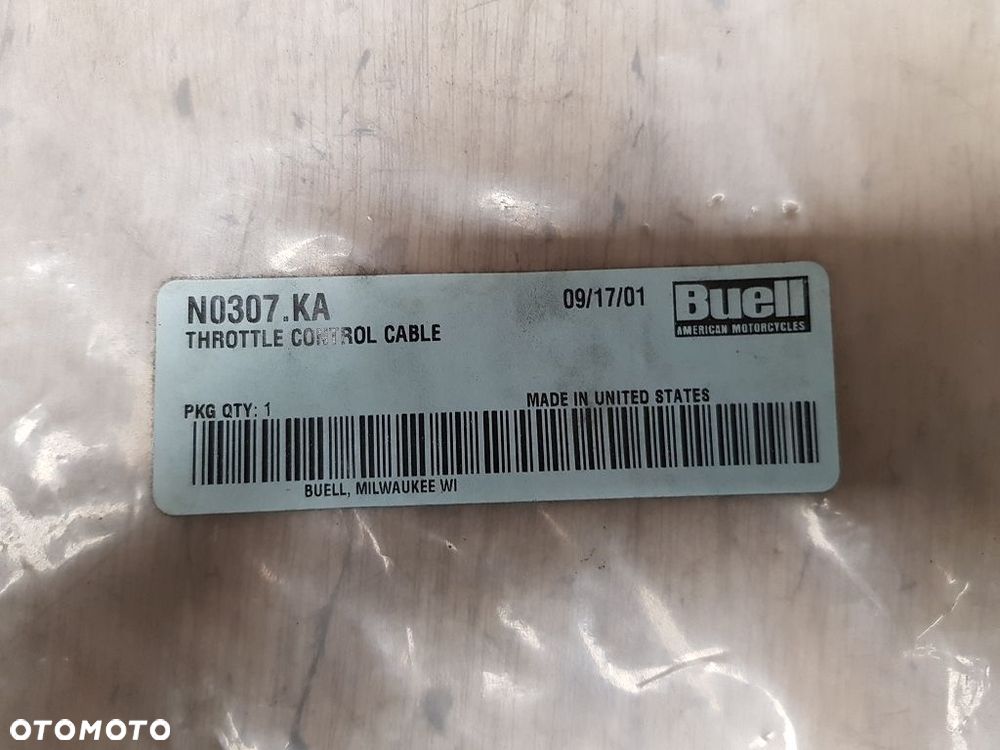 N0307.KA
09/17/01
Buell
AMERICAN MOTORCYCLES
THROTTLE CONTROL CABLE
PKG QTY: 1
MADE IN UNITED STATES
BUELL, MILWAUKEE WI
OTOMOTO